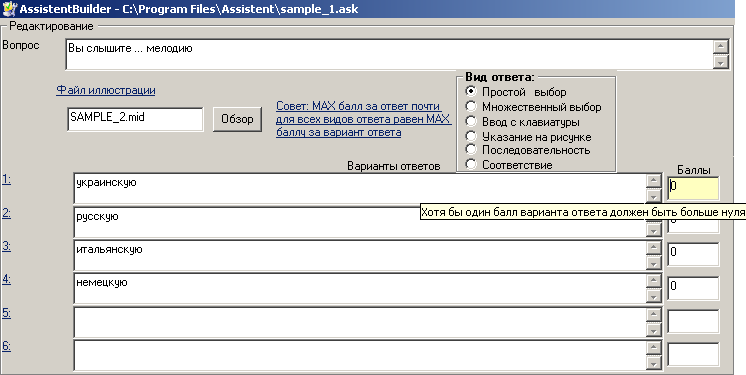 AssistentBuilder - C:\Program Files\Assistent\sample_1.ask
Редактирование
Вопрос
Вы слышите ... мелодию
Файл иллюстрации
SAMPLE_2.mid
Обзор
Совет: MAX балл за ответ почти
для всех видов ответа равен MAX
баллу за вариант ответа
Вид ответа:
Простой выбор
Множественный выбор
Ввод с клавиатуры
Указание на рисунке
Последовательность
Соответствие
Варианты ответов
Баллы
1:
украинскую
0
Хотя бы один балл варианта ответа должен быть больше нуля
2:
русскую
3:
итальянскую
0
4:
немецкую
0
5:
6: